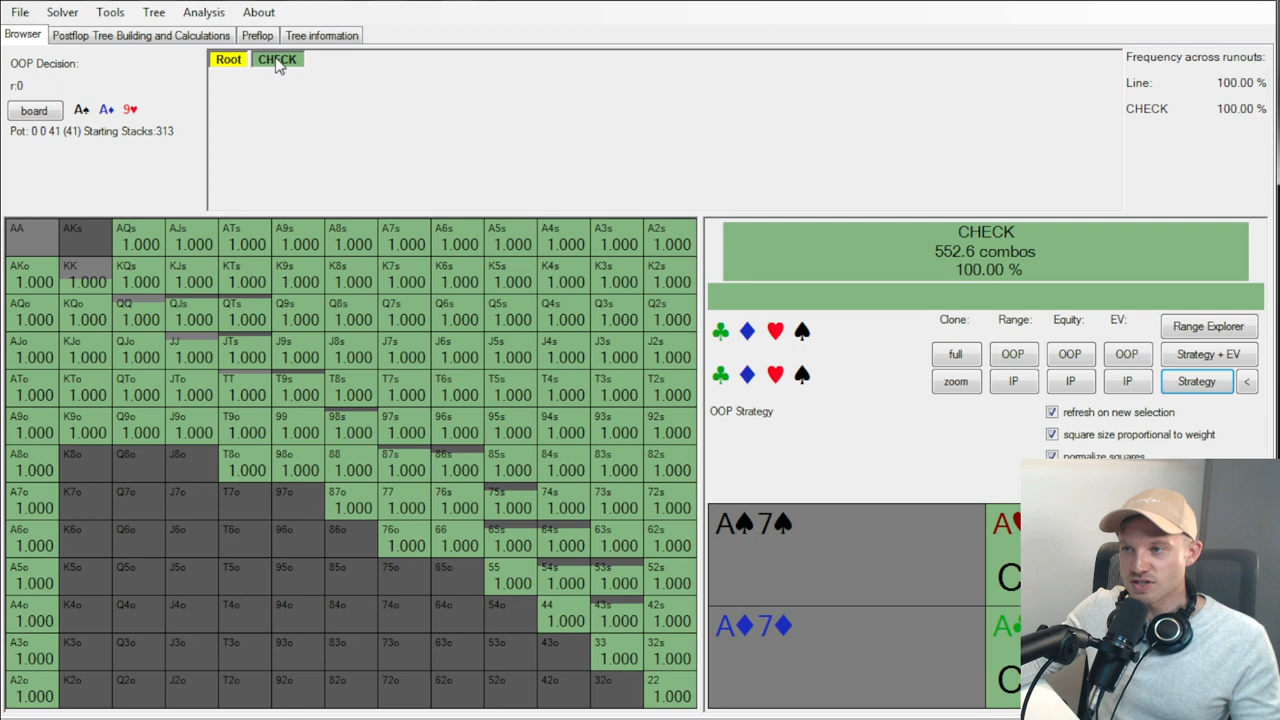 File Solver Tools Tree Analysis About
Browser Postflop Tree Building and Calculations Preflop Tree information
OOP Decision:
r:0
board A♠ A♦ 9♥
Pot: 0 0 41 (41) Starting Stacks:313
Root CHECK
Frequency across runouts:
Line: 100.00 %
CHECK 100.00 %
AA AKs AQs AJs ATs A9s A8s A7s A6s A5s A4s A3s A2s
1.000 1.000 1.000 1.000 1.000 1.000 1.000 1.000 1.000 1.000 1.000
AKo KK KQs KJs KTs K9s K8s K7s K6s K5s K4s K3s K2s
1.000 1.000 1.000 1.000 1.000 1.000 1.000 1.000 1.000 1.000 1.000 1.000 1.000
AQo KQo QQ QJs QTs Q9s Q8s Q7s Q6s Q5s Q4s Q3s Q2s
1.000 1.000 1.000 1.000 1.000 1.000 1.000 1.000 1.000 1.000 1.000 1.000 1.000
AJo KJo QJo JJ JTs J9s J8s J7s J6s J5s J4s J3s J2s
1.000 1.000 1.000 1.000 1.000 1.000 1.000 1.000 1.000 1.000 1.000 1.000 1.000
ATo KTo QTo JTo TT T9s T8s T7s T6s T5s T4s T3s T2s
1.000 1.000 1.000 1.000 1.000 1.000 1.000 1.000 1.000 1.000 1.000 1.000 1.000
A9o K9o Q9o J9o T9o 99 98s 97s 96s 95s 94s 93s 92s
1.000 1.000 1.000 1.000 1.000 1.000 1.000 1.000 1.000 1.000 1.000 1.000 1.000
A8o K8o Q8o J8o T8o 98o 88 87s 86s 85s 84s 83s 82s
1.000 1.000 1.000 1.000 1.000 1.000 1.000 1.000 1.000 1.000
A7o K7o Q7o J7o T7o 97o 87o 77 76s 75s 74s 73s 72s
1.000 1.000 1.000 1.000 1.000 1.000 1.000 1.000
A6o K6o Q6o J6o T6o 96o 86o 76o 66 65s 64s 63s 62s
1.000 1.000 1.000 1.000 1.000 1.000 1.000
A5o K5o Q5o J5o T5o 95o 85o 75o 65o 55 54s 53s 52s
1.000 1.000 1.000 1.000 1.000
A4o K4o Q4o J4o T4o 94o 84o 74o 64o 54o 44 43s 42s
1.000 1.000 1.000 1.000
A3o K3o Q3o J3o T3o 93o 83o 73o 63o 53o 43o 33 32s
1.000 1.000 1.000
A2o K2o Q2o J2o T2o 92o 82o 72o 62o 52o 42o 32o 22
1.000 1.000
CHECK
552.6 combos
100.00 %
♣ ♦ ♥ ♠
♣ ♦ ♥ ♠
OOP Strategy
Clone: Range: Equity: EV: Range Explorer
full OOP OOP OOP Strategy + EV
zoom IP IP IP Strategy <
refresh on new selection
square size proportional to weight
normalize squares
A♠7♠ A♥
C
A♦7♦ A♣
C